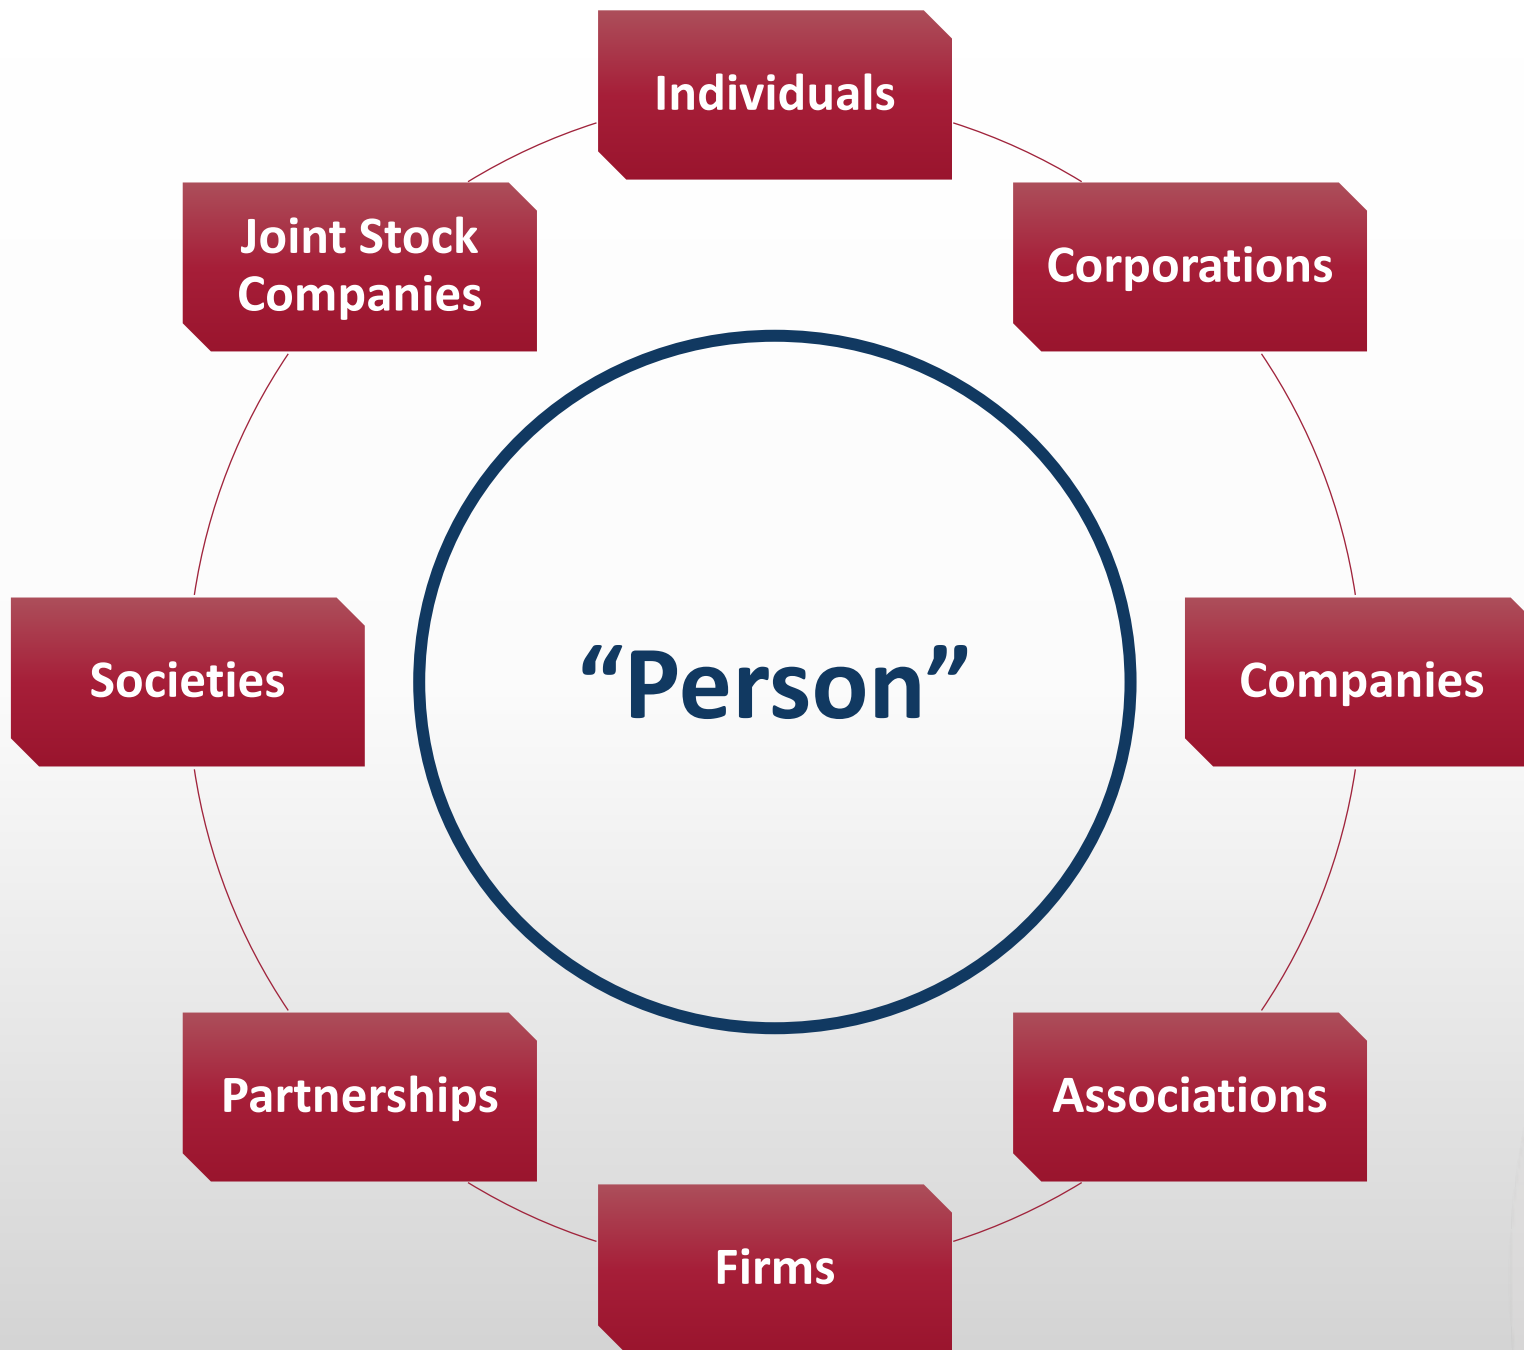 Individuals
Joint Stock
Companies
Corporations
Societies
“Person”
Companies
Partnerships
Associations
Firms